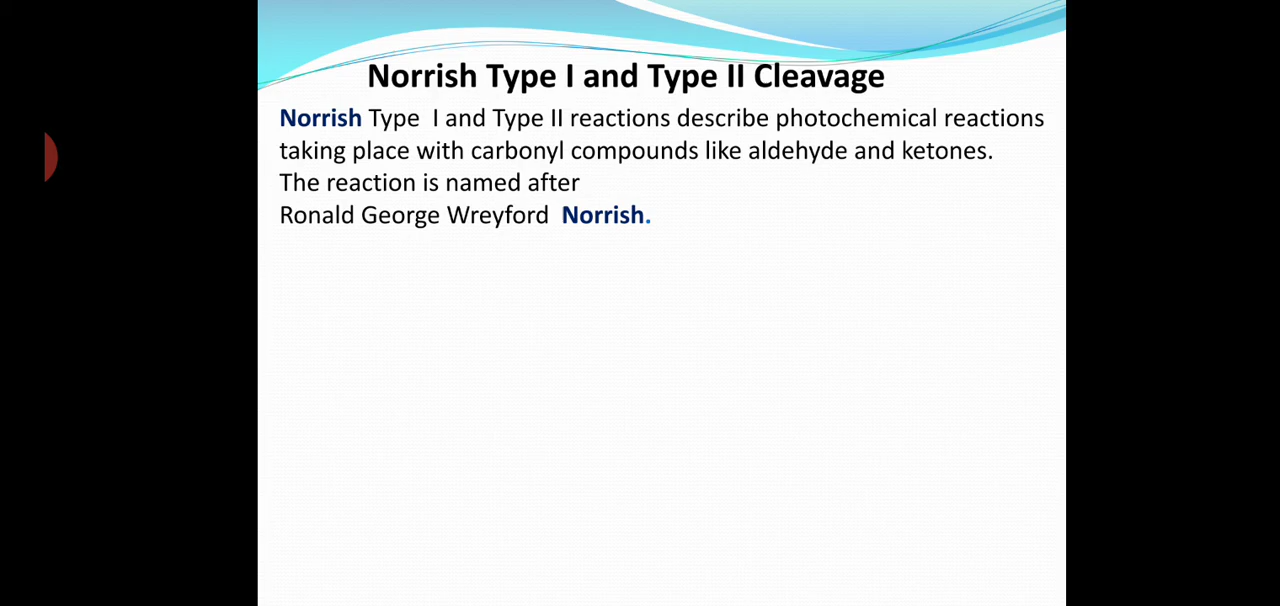 Norrish Type I and Type II Cleavage
Norrish Type I and Type II reactions describe photochemical reactions
taking place with carbonyl compounds like aldehyde and ketones.
The reaction is named after
Ronald George Wreyford Norrish.